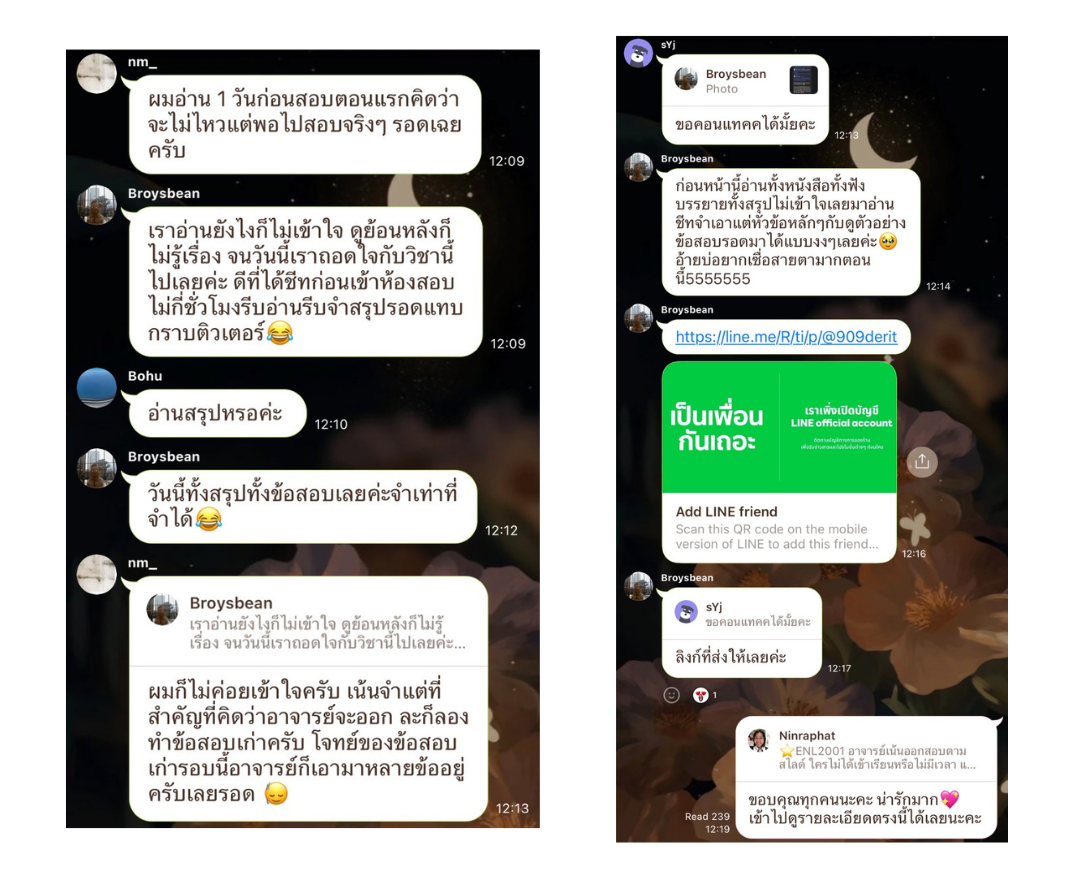 nm_
ผมอ่าน 1 วันก่อนสอบตอนแรกคิดว่า
จะไม่ไหวแต่พอไปสอบจริงๆ รอดเฉย
ครับ
12:09
Broysbean
เราอ่านยังไงก็ไม่เข้าใจ ดูย้อนหลังก็
ไม่รู้เรื่อง จนวันนี้เราถอดใจกับวิชานี้
ไปเลยค่ะ ดีที่ได้ชีทก่อนเข้าห้องสอบ
ไม่กี่ชั่วโมงรีบอ่านรีบจำสรุปรอดแทบ
กราบติวเตอร์😂
12:09
Bohu
อ่านสรุปหรอค่ะ
12:10
Broysbean
วันนี้ทั้งสรุปทั้งข้อสอบเลยค่ะจำเท่าที่
จำได้😂
12:12
nm_
Broysbean
เราอ่านยังไงก็ไม่เข้าใจ ดูย้อนหลังก็ไม่รู้
เรื่อง จนวันนี้เราถอดใจกับวิชานี้ไปเลยค่ะ...
ผมก็ไม่ค่อยเข้าใจครับ เน้นจำแต่ที่
สำคัญที่คิดว่าอาจารย์จะออก ละก็ลอง
ทำข้อสอบเก่าครับ โจทย์ของข้อสอบ
เก่ารอบนี้อาจารย์ก็เอามาหลายข้ออยู่
ครับเลยรอด 😓
12:13
sYj
Broysbean
Photo
ขอคอนแทคคได้มั้ยคะ
12:13
Broysbean
ก่อนหน้านี้อ่านทั้งหนังสือทั้งฟัง
บรรยายทั้งสรุปไม่เข้าใจเลยมาอ่าน
ชีทจำเอาแต่หัวข้อหลักๆกับดูตัวอย่าง
ข้อสอบรอดมาได้แบบงงๆเลยค่ะ🥹
อ้ายบ่อยากเชื่อสายตามากตอน
นี้5555555
12:14
Broysbean
https://line.me/R/ti/p/@909derit
เป็นเพื่อน
กันเถอะ
เราเพิ่งเปิดบัญชี
LINE official account
Add LINE friend
Scan this QR code on the mobile
version of LINE to add this friend...
12:16
Broysbean
sYj
ขอคอนแทคคได้มั้ยคะ
ลิงก์ที่ส่งให้เลยค่ะ
12:17
1
Ninraphat
⭐ENL2001 อาจารย์เน้นออกสอบตาม
สไลด์ ใครไม่ได้เข้าเรียนหรือไม่มีเวลา แ...
ขอบคุณทุกคนนะคะ น่ารักมาก💖
เข้าไปดูรายละเอียดตรงนี้ได้เลยนะคะ
Read 239
12:19